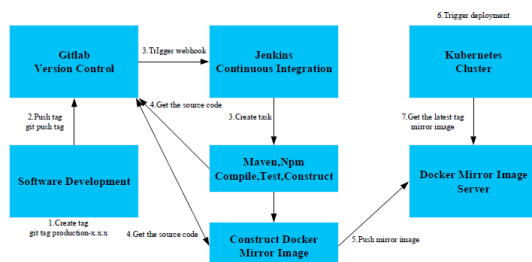 6.Trigger deployment
Gitlab
Version Control
3.TrIgger webhook
Jenkins
Continuous Integration
Kubernetes
Cluster
2.Push tag
git push tag
4.Get the source code
3.Create task
7.Get the latest tag
mirror image
Software Development
Maven,Npm
Compile,Test,Construct
Docker Mirror Image
Server
1.Create tag
git tag production-x.x.x
4.Get the source code
Construct Docker
Mirror Image
5.Push mirror image